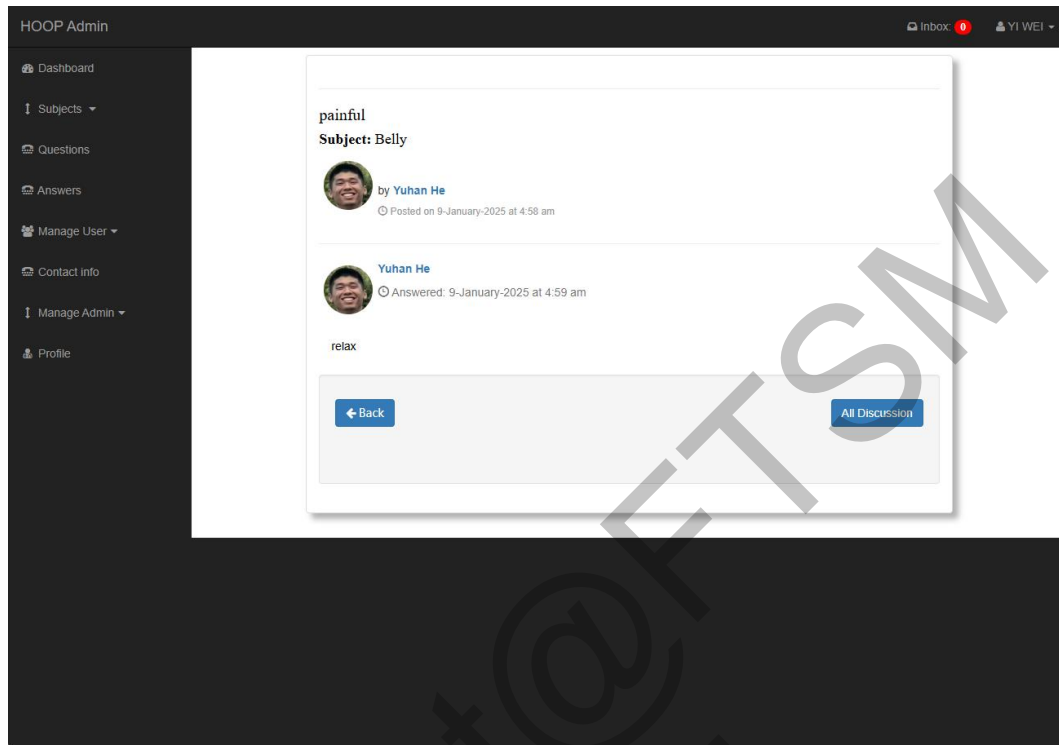 HOOP Admin
Inbox: 0 YI WEI
Dashboard
Subjects
Questions
Answers
Manage User
Contact info
Manage Admin
Profile
painful
Subject: Belly
by Yuhan He
Posted on 9-January-2025 at 4:58 am
Yuhan He
Answered: 9-January-2025 at 4:59 am
relax
Back
All Discussion
t@FTSM